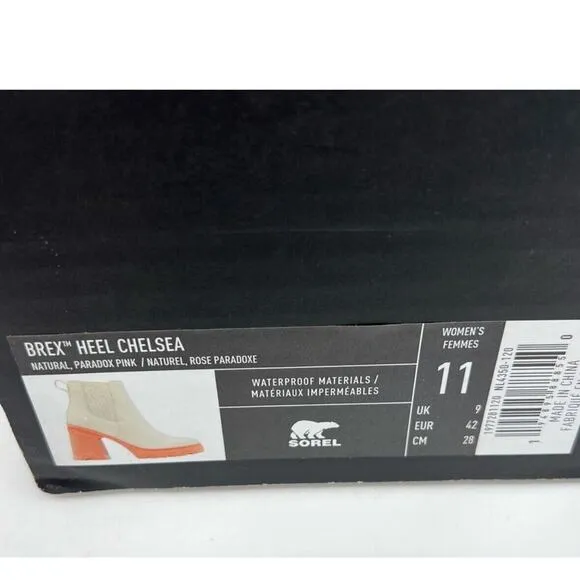 BREX™ HEEL CHELSEA
NATURAL, PARADOX PINK / NATUREL, ROSE PARADOXE
WATERPROOF MATERIALS /
MATÉRIAUX IMPERMÉABLES
SOREL
WOMEN'S
FEMMES
11
UK 9
EUR 42
CM 28
1977281120 NL4350-120
MADE IN CHINA